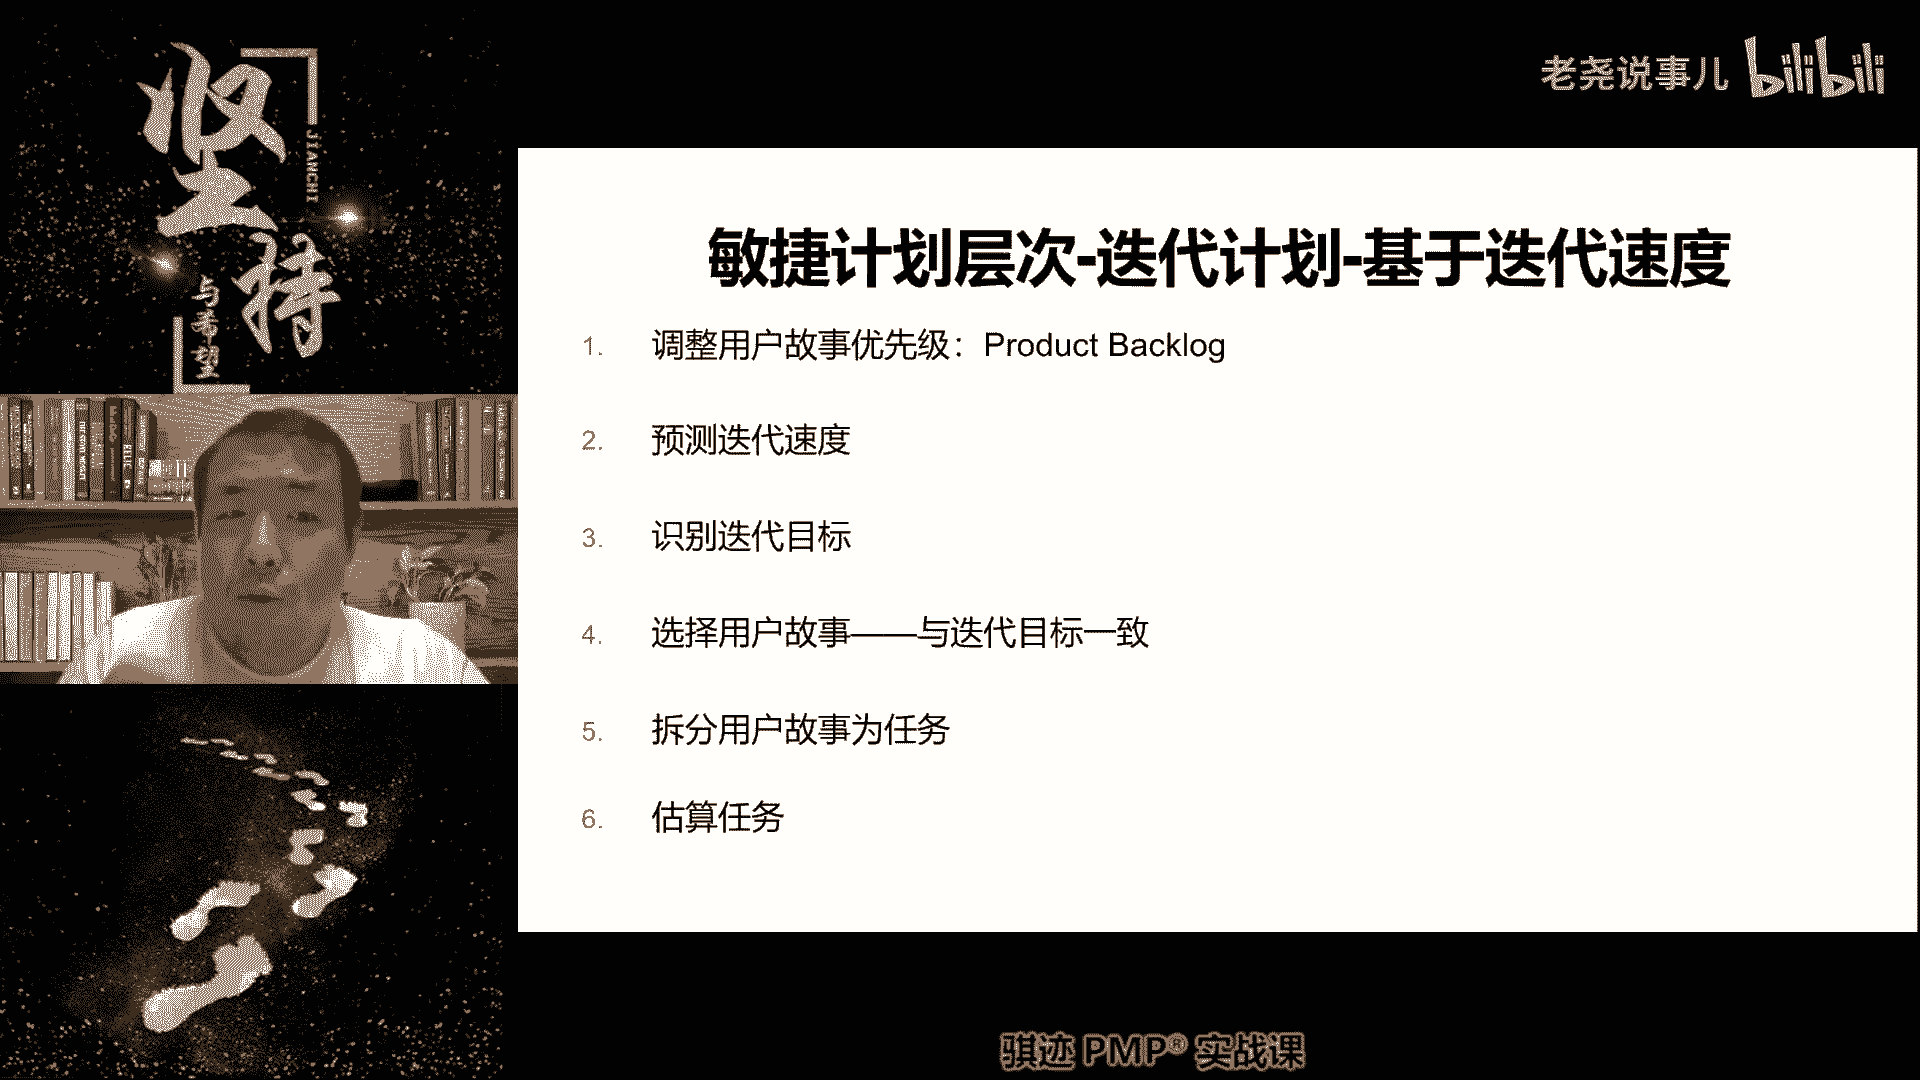 坚持
JIANCHI
与希望
老尧说事儿 bilibili
敏捷计划层次-迭代计划-基于迭代速度
1. 调整用户故事优先级：Product Backlog
2. 预测迭代速度
3. 识别迭代目标
4. 选择用户故事——与迭代目标一致
5. 拆分用户故事为任务
6. 估算任务
骐迹 PMP® 实战课